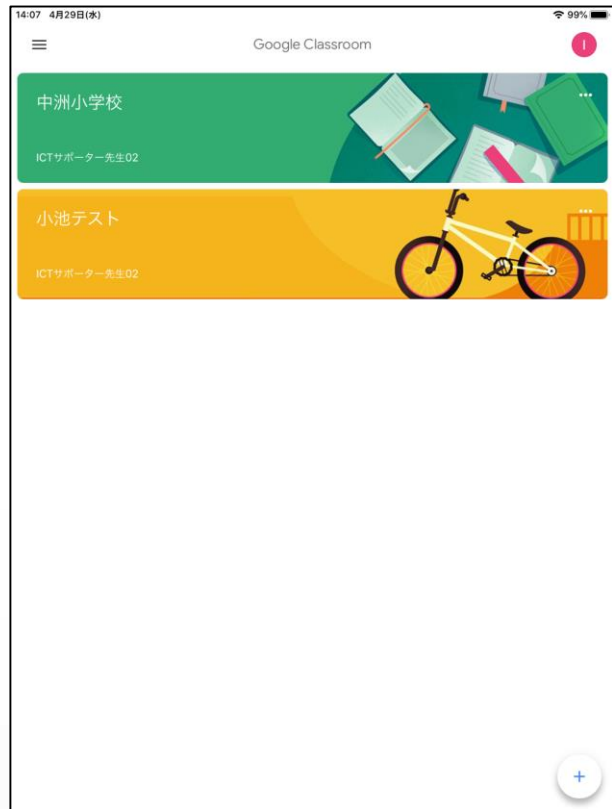 14:07 4月29日(水) 99%
Google Classroom
I
中洲小学校
ICTサポーター先生02
小池テスト
ICTサポーター先生02